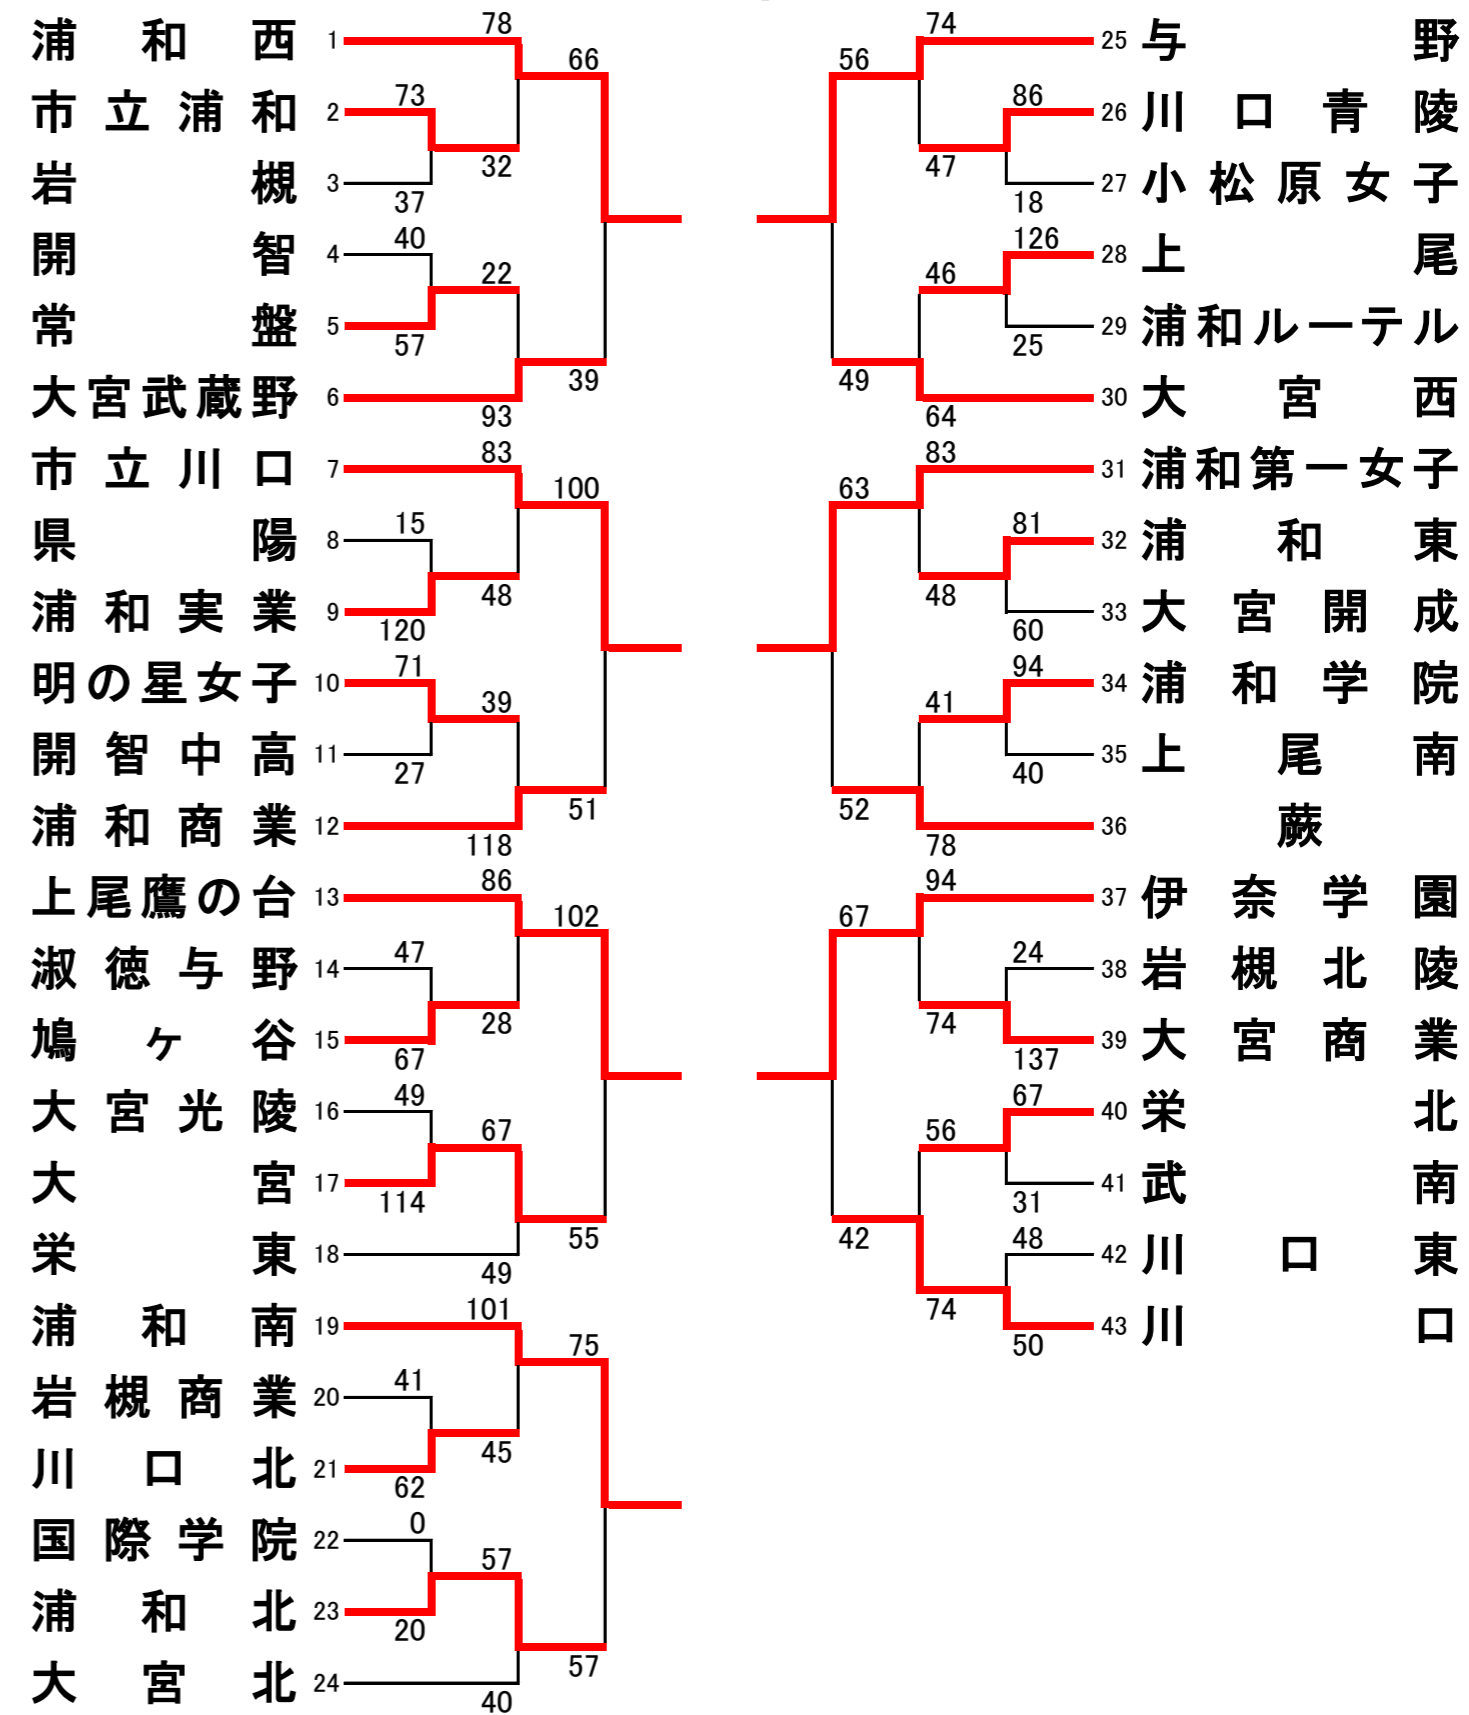 浦和西 1 78
66
市立浦和 2 73
32
岩槻 3 37
開智 4 40
22
常盤 5 57
39
大宮武蔵野 6 93
市立川口 7 83
100
県陽 8 15
48
浦和実業 9 120
明の星女子 10 71
39
開智中高 11 27
51
浦和商業 12 118
上尾鷹の台 13 86
102
淑徳与野 14 47
28
鳩ヶ谷 15 67
大宮光陵 16 49
67
大宮 17 114
55
栄東 18 49
浦和南 19 101
75
岩槻商業 20 41
45
川口北 21 62
国際学院 22 0
57
浦和北 23 20
57
大宮北 24 40
74 25 与野
56
86 26 川口青陵
47
18 27 小松原女子
126 28 上尾
46
25 29 浦和ルーテル
49
64 30 大宮西
83 31 浦和第一女子
63
81 32 浦和東
48
60 33 大宮開成
94 34 浦和学院
41
40 35 上尾南
52
78 36 蕨
94 37 伊奈学園
67
24 38 岩槻北陵
74
137 39 大宮商業
67 40 栄北
56
31 41 武南
42
48 42 川口東
74
50 43 川口